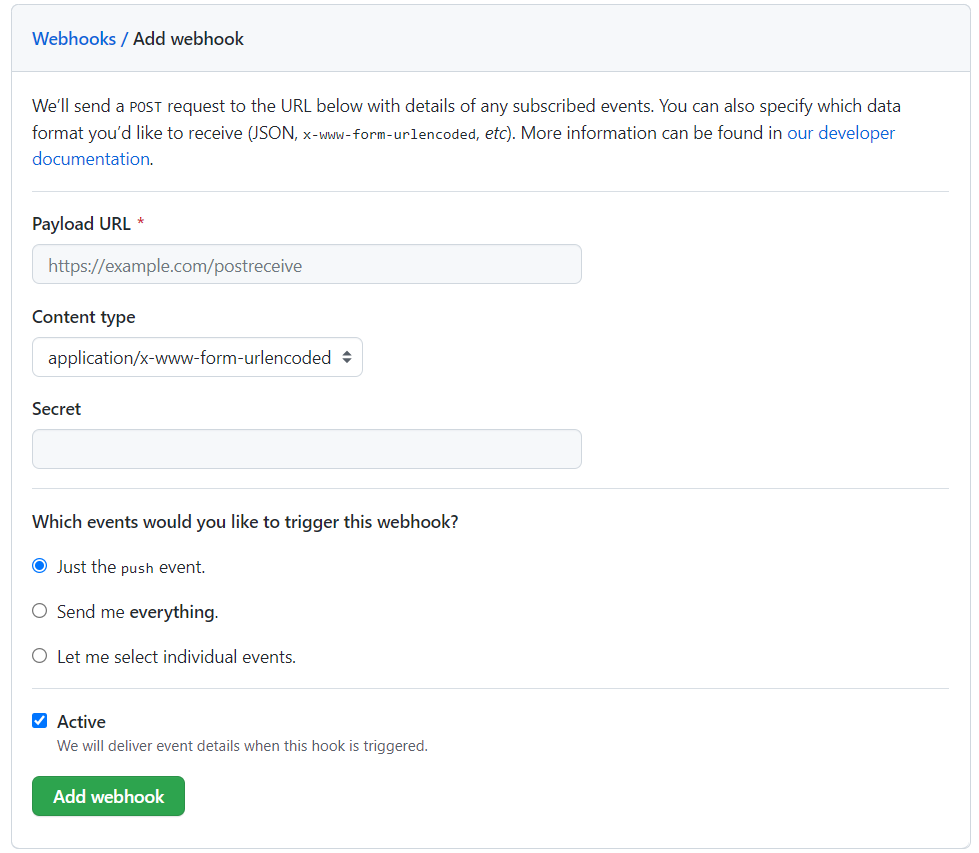 Webhooks / Add webhook
We’ll send a POST request to the URL below with details of any subscribed events. You can also specify which data
format you’d like to receive (JSON, x-www-form-urlencoded, etc). More information can be found in our developer
documentation.
Payload URL *
https://example.com/postreceive
Content type
application/x-www-form-urlencoded
Secret
Which events would you like to trigger this webhook?
Just the push event.
Send me everything.
Let me select individual events.
Active
We will deliver event details when this hook is triggered.
Add webhook